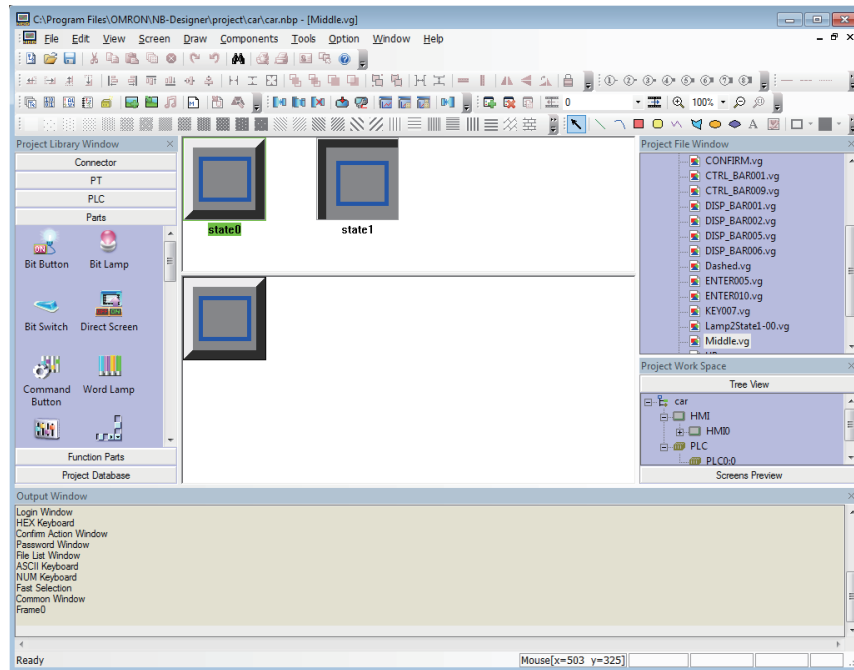 C:\Program Files\OMRON\NB-Designer\project\car\car.nbp - [Middle.vg]
File Edit View Screen Draw Components Tools Option Window Help
0 100%
Project Library Window
Connector
PT
PLC
Parts
Bit Button Bit Lamp
Bit Switch Direct Screen
Command Button Word Lamp
Function Parts
Project Database
state0 state1
Project File Window
CONFIRM.vg
CTRL_BAR001.vg
CTRL_BAR009.vg
DISP_BAR001.vg
DISP_BAR002.vg
DISP_BAR005.vg
DISP_BAR006.vg
Dashed.vg
ENTER005.vg
ENTER010.vg
KEY007.vg
Lamp2State1-00.vg
Middle.vg
Project Work Space
Tree View
car
HMI
HMI0
PLC
PLC0:0
Screens Preview
Output Window
Login Window
HEX Keyboard
Confirm Action Window
Password Window
File List Window
ASCII Keyboard
NUM Keyboard
Fast Selection
Common Window
Frame0
Ready Mouse[x=503 y=325]